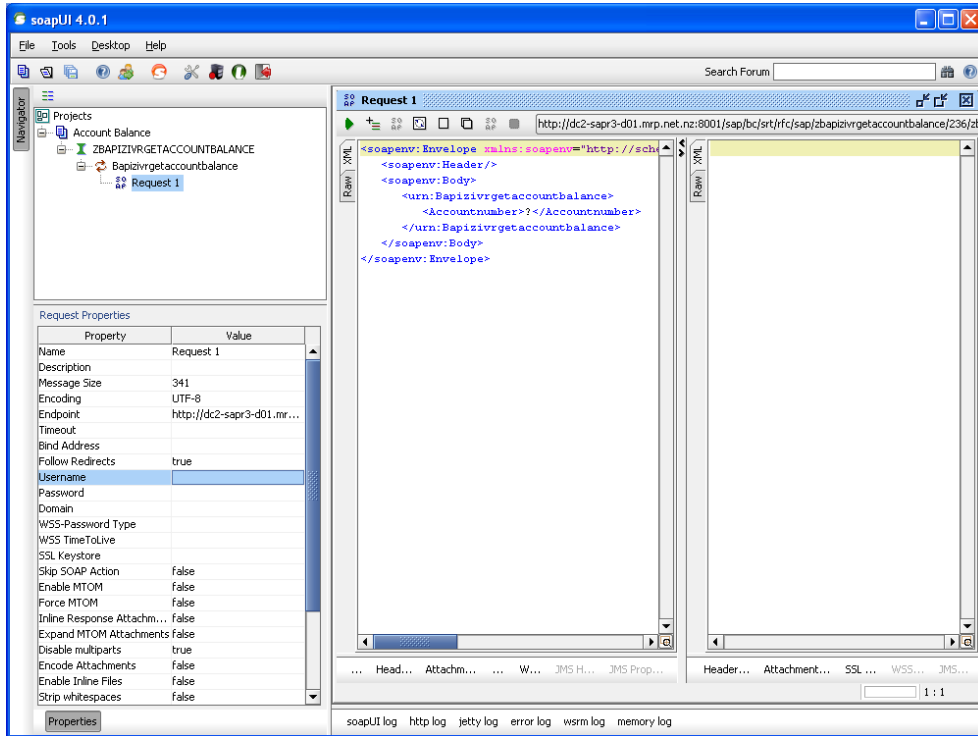 soapUI 4.0.1
File Tools Desktop Help
Search Forum
Navigator
Projects
Account Balance
ZBAPIZIVRGETACCOUNTBALANCE
Bapizivrgetaccountbalance
SO AP Request 1
Request Properties
Property Value
Name Request 1
Description
Message Size 341
Encoding UTF-8
Endpoint http://dc2-sapr3-d01.mr...
Timeout
Bind Address
Follow Redirects true
Username
Password
Domain
WSS-Password Type
WSS TimeToLive
SSL Keystore
Skip SOAP Action false
Enable MTOM false
Force MTOM false
Inline Response Attachm... false
Expand MTOM Attachments false
Disable multiparts true
Encode Attachments false
Enable Inline Files false
Strip whitespaces false
Properties
SO AP Request 1
http://dc2-sapr3-d01.mrp.net.nz:8001/sap/bc/srt/rfc/sap/zbapizivrgetaccountbalance/236/zb
XML
Raw
<soapenv:Envelope xmlns:soapenv="http://sche
<soapenv:Header/>
<soapenv:Body>
<urn:Bapizivrgetaccountbalance>
<Accountnumber>?</Accountnumber>
</urn:Bapizivrgetaccountbalance>
</soapenv:Body>
</soapenv:Envelope>
XML
Raw
... Head... Attachm... ... W... JMS H... JMS Prop...
Header... Attachment... SSL ... WSS... JMS...
1 : 1
soapUI log http log jetty log error log wsrm log memory log